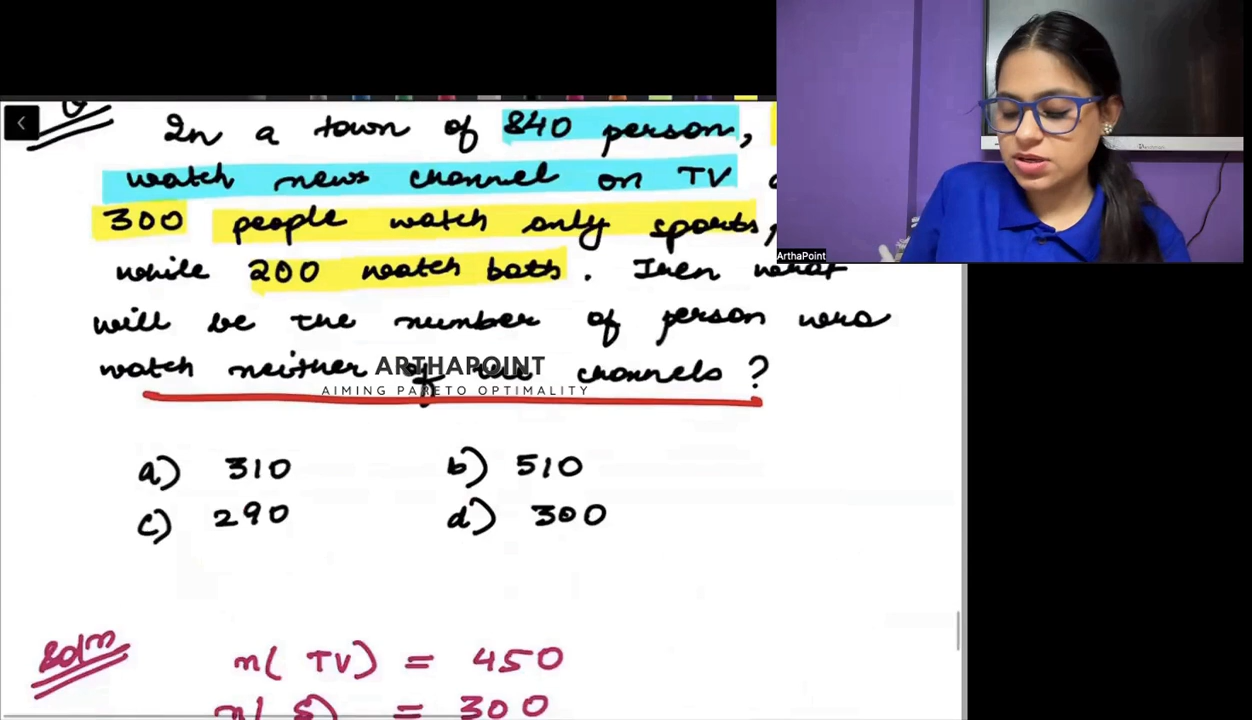 In a town of 840 person,
watch news channel on TV
300 people watch only sports,
while 200 watch both. Then what
will be the number of person who
watch neither of the channels?
ARTHAPOINT
AIMING PARETO OPTIMALITY
a) 310 b) 510
c) 290 d) 300
Soln n( TV) = 450
n( S) = 300
ArthaPoint